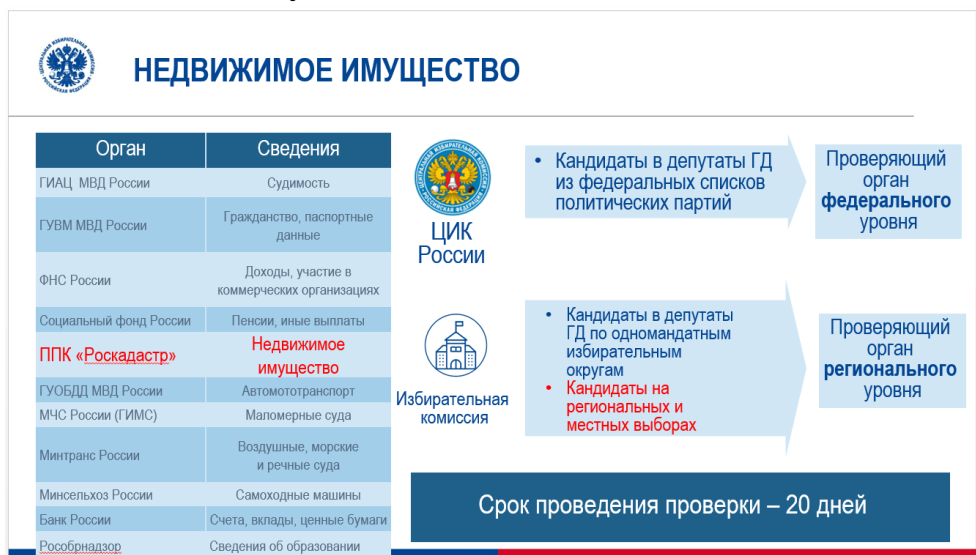 НЕДВИЖИМОЕ ИМУЩЕСТВО
Орган Сведения
ГИАЦ МВД России Судимость
ГУВМ МВД России Гражданство, паспортные
данные
ФНС России Доходы, участие в
коммерческих организациях
Социальный фонд России Пенсии, иные выплаты
ППК «Роскадастр» Недвижимое
имущество
ГУОБДД МВД России Автомототранспорт
МЧС России (ГИМС) Маломерные суда
Минтранс России Воздушные, морские
и речные суда
Минсельхоз России Самоходные машины
Банк России Счета, вклады, ценные бумаги
Рособрнадзор Сведения об образовании
ЦИК
России
• Кандидаты в депутаты ГД
из федеральных списков
политических партий
Проверяющий
орган
федерального
уровня
Избирательная
комиссия
• Кандидаты в депутаты
ГД по одномандатным
избирательным
округам
• Кандидаты на
региональных и
местных выборах
Проверяющий
орган
регионального
уровня
Срок проведения проверки – 20 дней